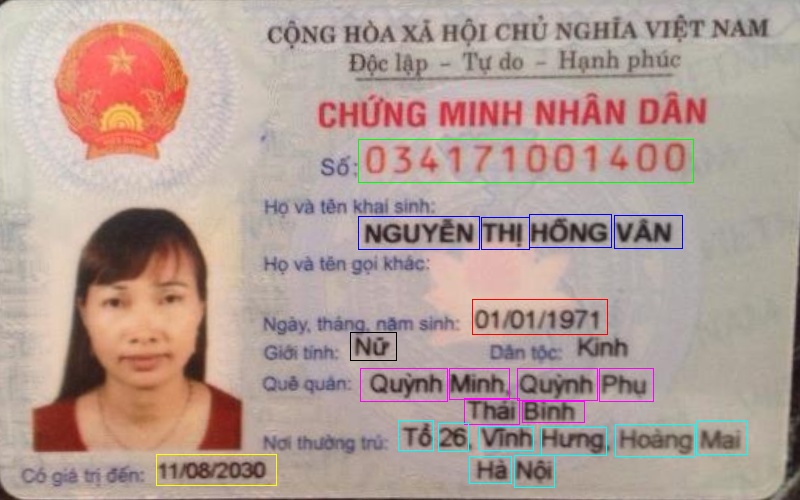 CỘNG HÒA XÃ HỘI CHỦ NGHĨA VIỆT NAM
Độc lập - Tự do - Hạnh phúc
CHỨNG MINH NHÂN DÂN
Số: 034171001400
Họ và tên khai sinh:
NGUYỄN THỊ HỒNG VÂN
Họ và tên gọi khác:
Ngày, tháng, năm sinh: 01/01/1971
Giới tính: Nữ Dân tộc: Kinh
Quê quán: Quỳnh Minh, Quỳnh Phụ
Thái Bình
Nơi thường trú: Tổ 26, Vĩnh Hưng, Hoàng Mai
Hà Nội
Có giá trị đến: 11/08/2030